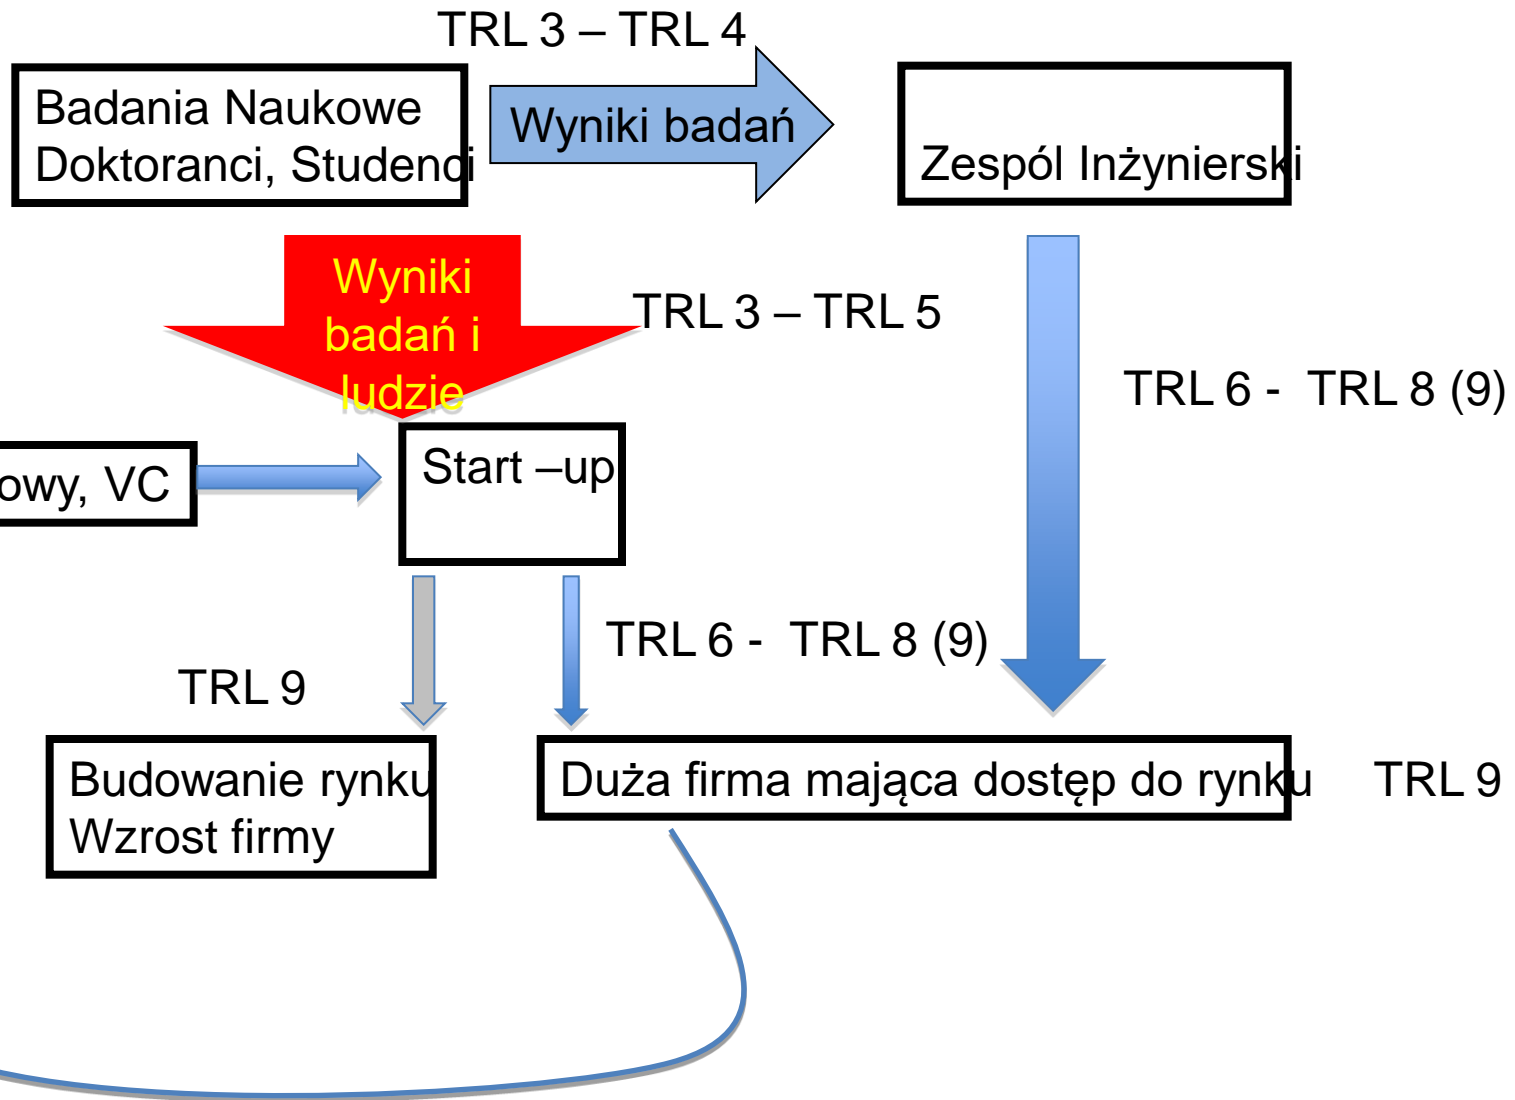 TRL 3 – TRL 4
Badania Naukowe
Doktoranci, Studenci
Wyniki badań
Zespól Inżynierski
Wyniki
badań i
ludzie
TRL 3 – TRL 5
TRL 6 - TRL 8 (9)
owy, VC
Start –up
TRL 6 - TRL 8 (9)
TRL 9
Budowanie rynku
Wzrost firmy
Duża firma mająca dostęp do rynku
TRL 9